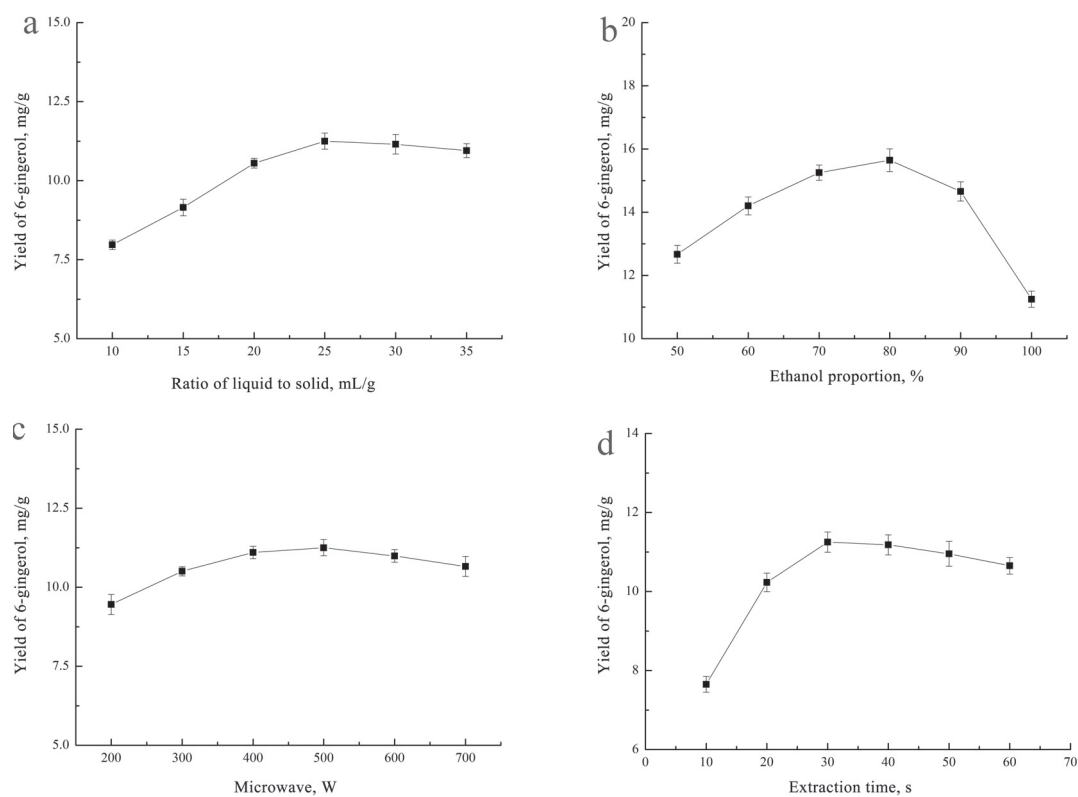 a
15.0
12.5
10.0
7.5
5.0
Yield of 6-gingerol, mg/g
10 15 20 25 30 35
Ratio of liquid to solid, mL/g
b
20
18
16
14
12
10
Yield of 6-gingerol, mg/g
50 60 70 80 90 100
Ethanol proportion, %
c
15.0
12.5
10.0
7.5
5.0
Yield of 6-gingerol, mg/g
200 300 400 500 600 700
Microwave, W
d
14
12
10
8
6
Yield of 6-gingerol, mg/g
0 10 20 30 40 50 60 70
Extraction time, s